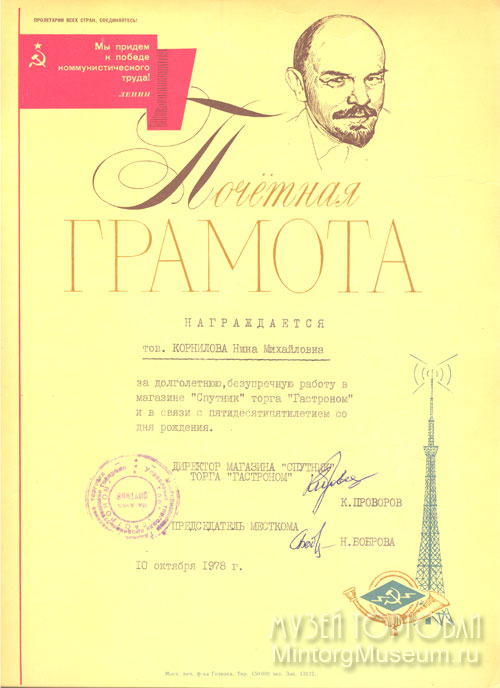 ПРОЛЕТАРИИ ВСЕХ СТРАН, СОЕДИНЯЙТЕСЬ!
Мы придем
к победе
коммунистического
труда!
ЛЕНИН
Почётная
ГРАМОТА
НАГРАЖДАЕТСЯ
тов. КОРНИЛОВА Нина Михайловна
за долголетнюю, безупречную работу в
магазине "Спутник" торга "Гастроном"
и в связи с пятидесятипятилетием со
дня рождения.
ДИРЕКТОР МАГАЗИНА "СПУТНИК"
ТОРГА "ГАСТРОНОМ"
К.ПРОВОРОВ
ПРЕДСЕДАТЕЛЬ МЕСТКОМА
Н.БОБРОВА
10 октября 1978 г.
МУЗЕЙ ТОРГОВЛИ
MintorgMuseum.ru